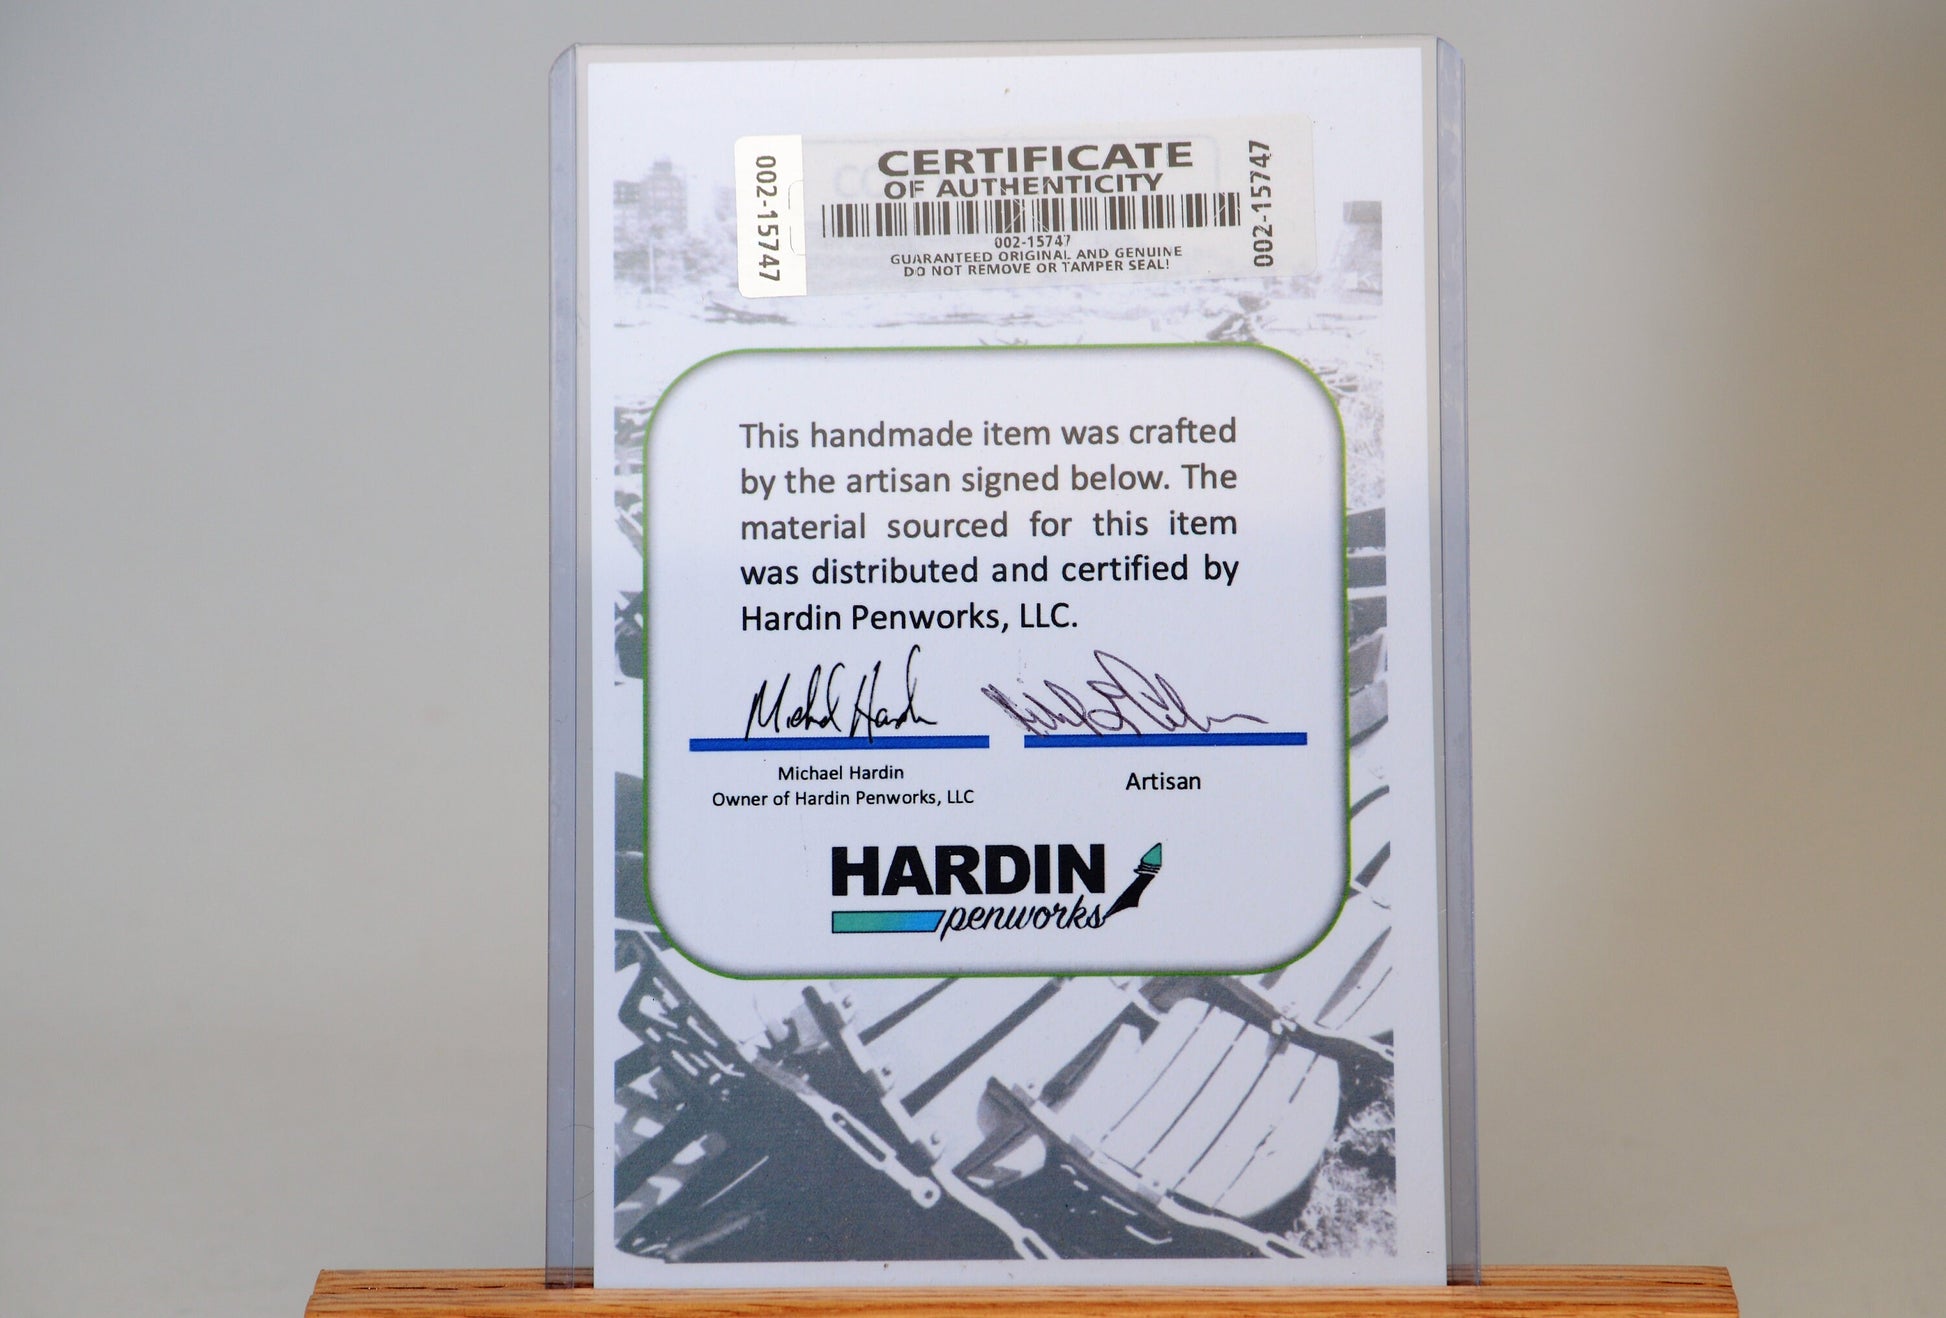 002-15747
CERTIFICATE
OF AUTHENTICITY
002-15747
GUARANTEED ORIGINAL AND GENUINE
DO NOT REMOVE OR TAMPER SEAL!
002-15747
This handmade item was crafted
by the artisan signed below. The
material sourced for this item
was distributed and certified by
Hardin Penworks, LLC.
Michael Hardin
Michael Hardin
Owner of Hardin Penworks, LLC
Artisan
HARDIN
penworks